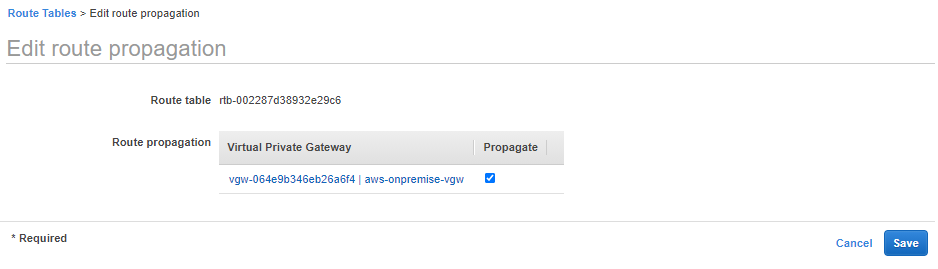 Route Tables > Edit route propagation
Edit route propagation
Route table rtb-002287d38932e29c6
Route propagation
Virtual Private Gateway Propagate
vgw-064e9b346eb26a6f4 | aws-onpremise-vgw
* Required
Cancel Save